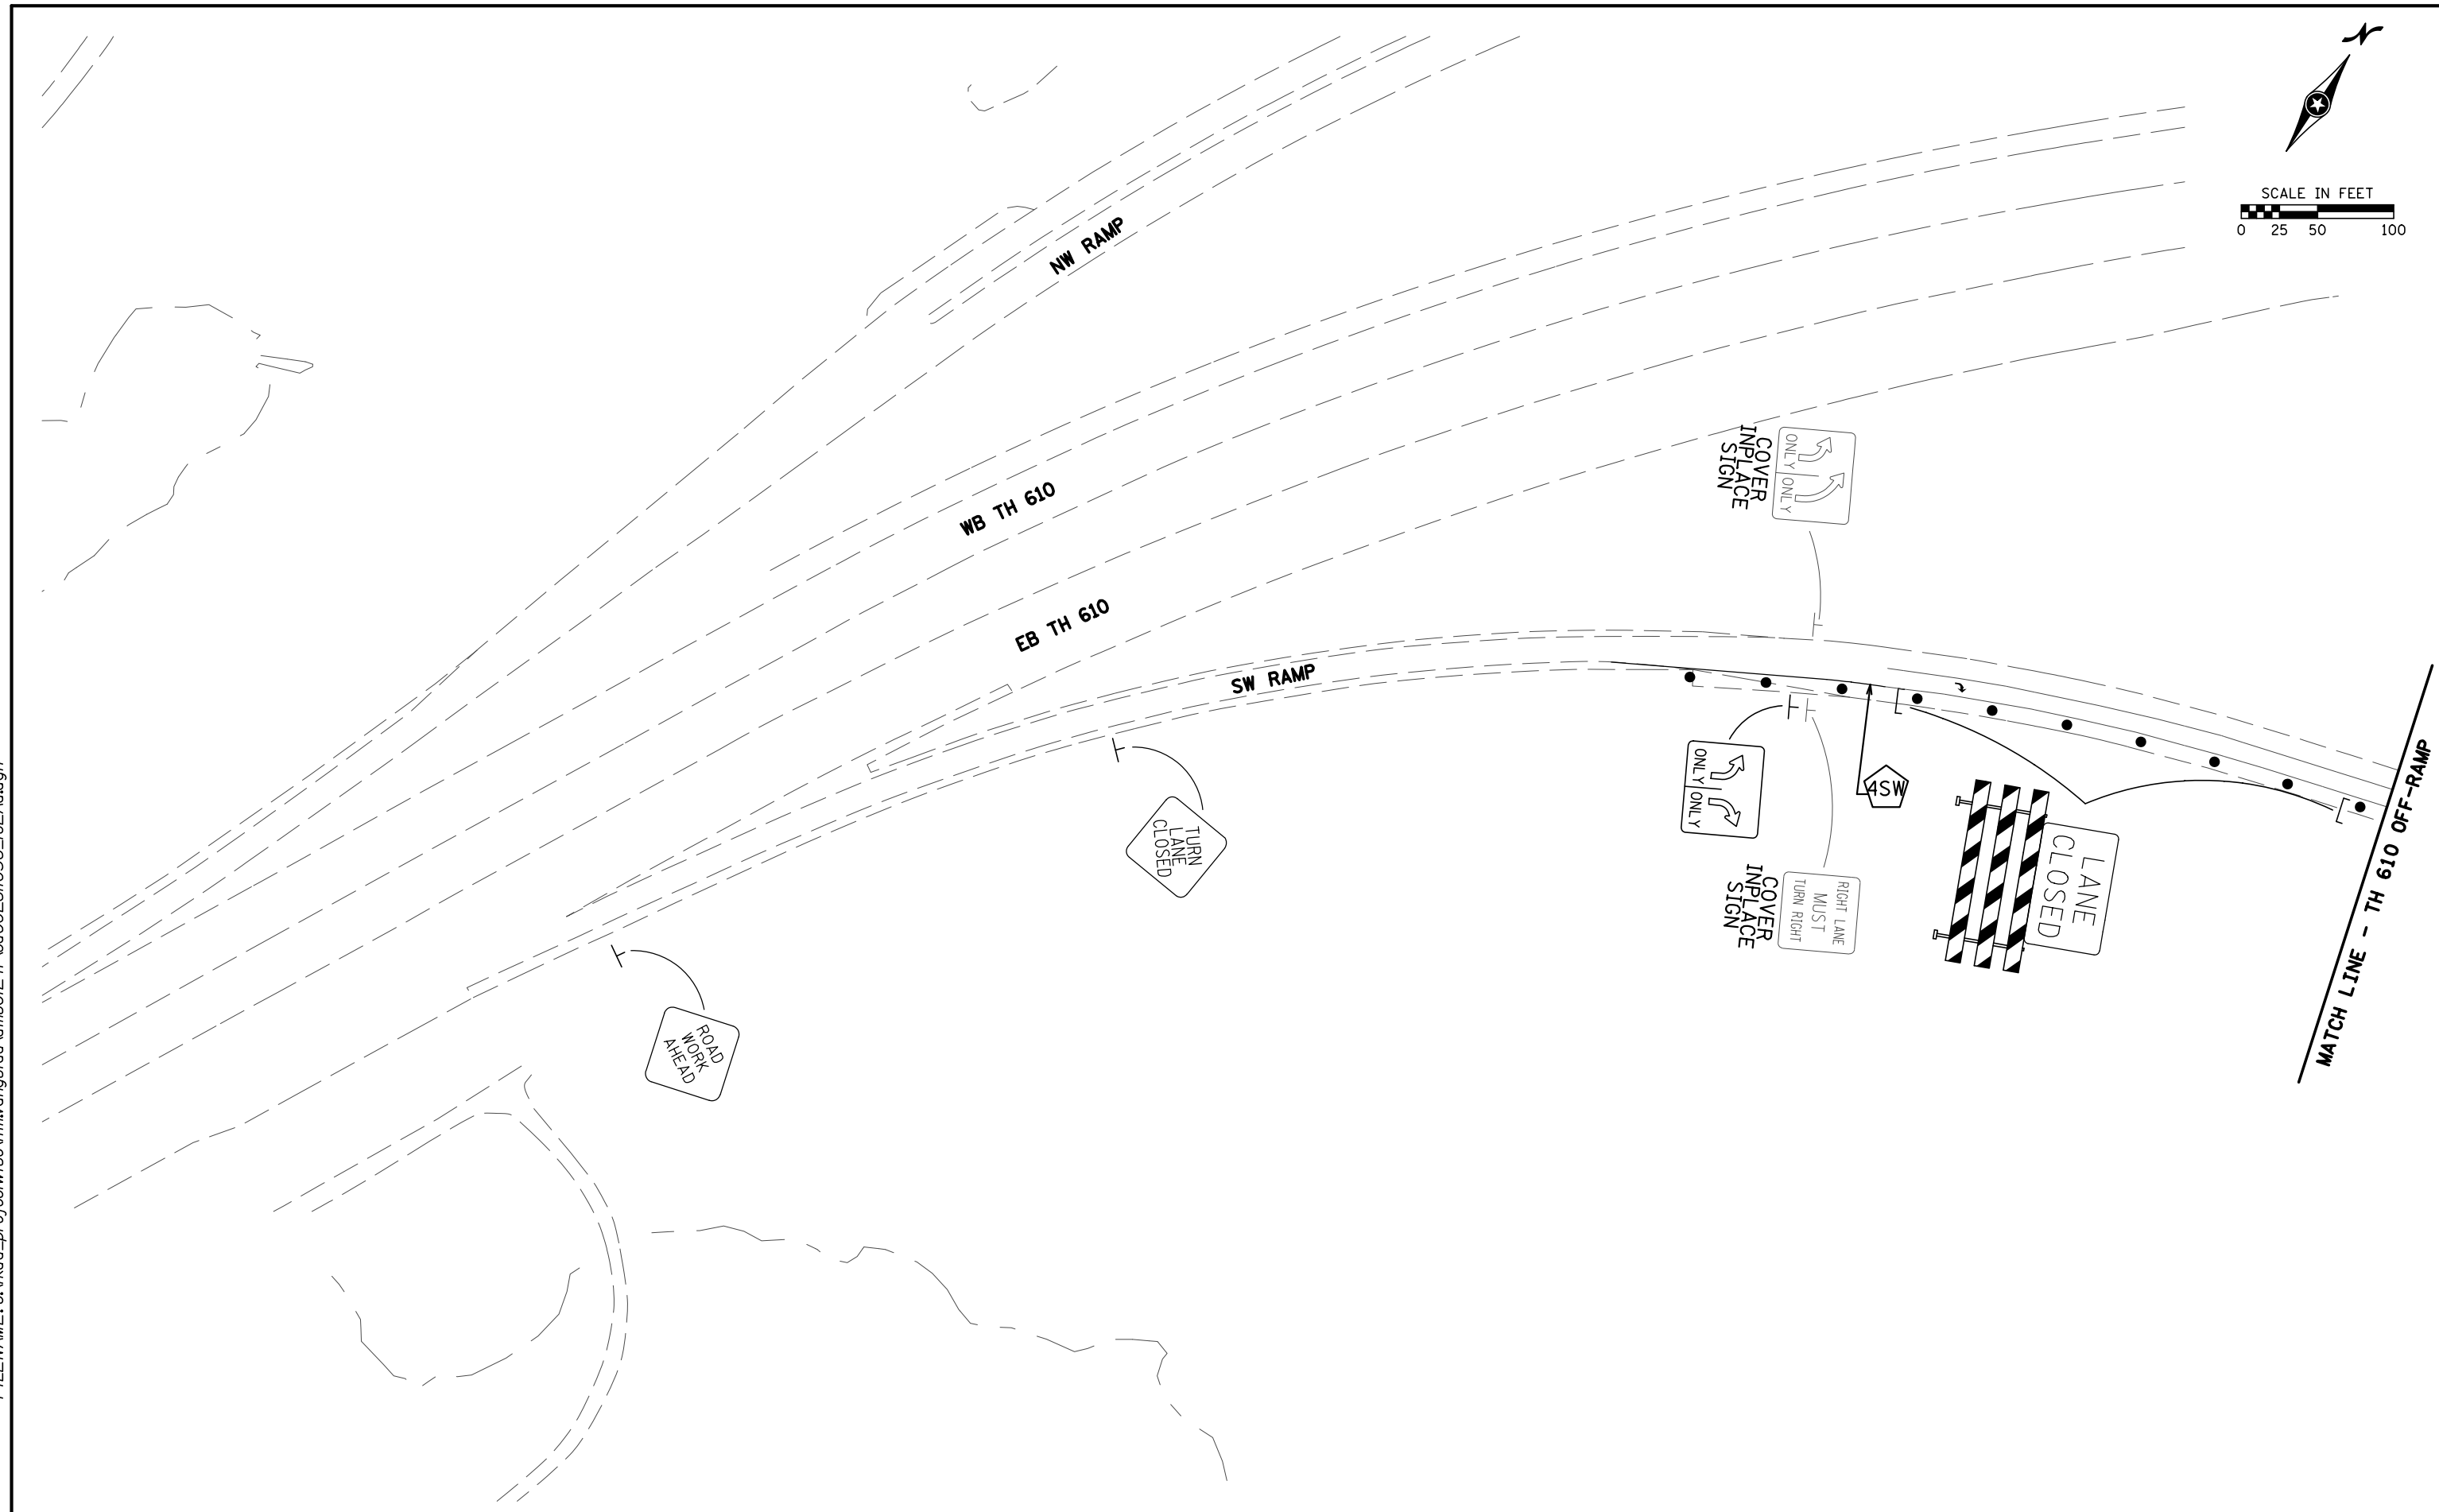 SCALE IN FEET
0 25 50 100
NW RAMP
WB TH 610
EB TH 610
SW RAMP
COVER
INPLACE
SIGN
ONLY ONLY
ONLY ONLY
4SW
TURN
LANE
CLOSED
ROAD
WORK
AHEAD
COVER
INPLACE
SIGN
RIGHT LANE
MUST
TURN RIGHT
LANE
CLOSED
MATCH LINE - TH 610 OFF-RAMP